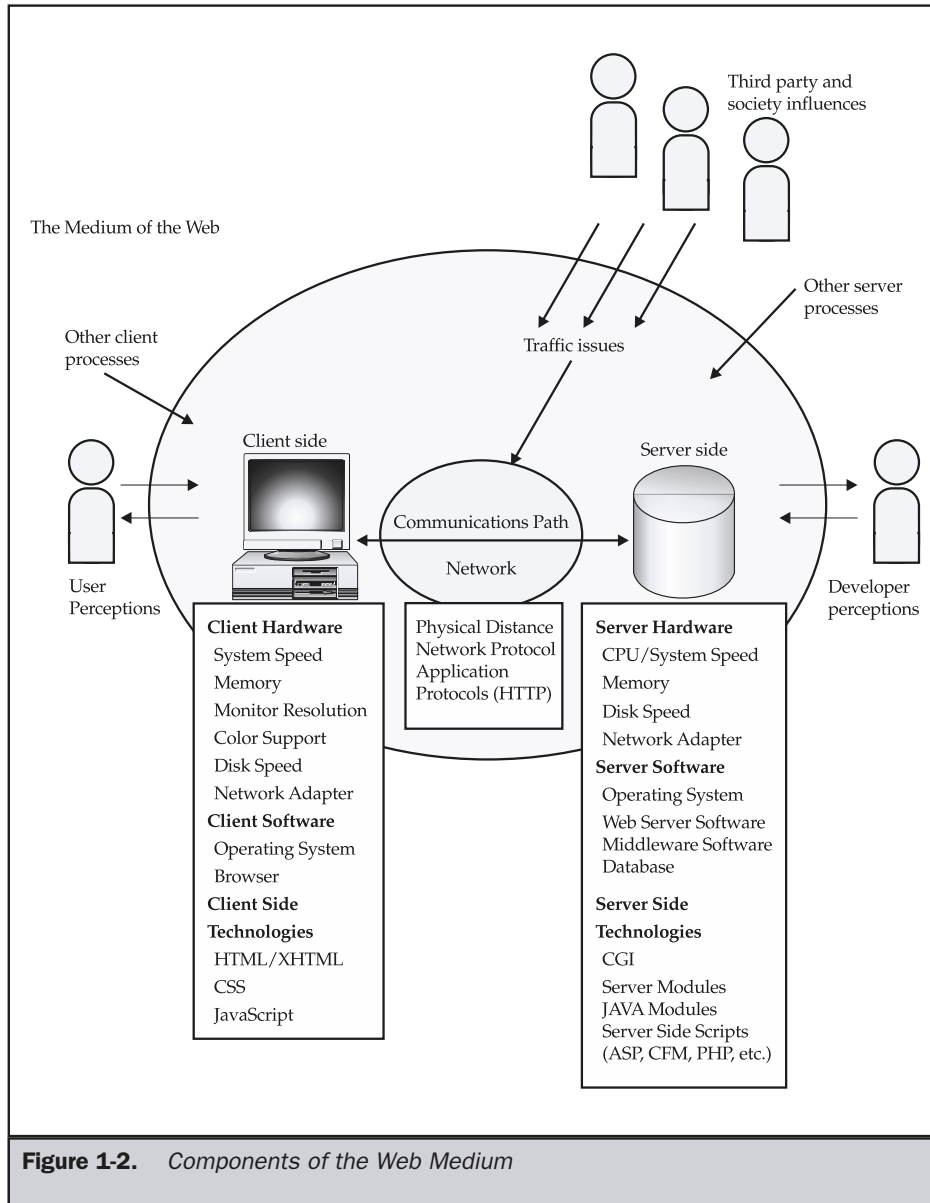 Third party and
society influences
The Medium of the Web
Other server
processes
Other client
processes
Traffic issues
Client side
Server side
Communications Path
Network
User
Perceptions
Developer
perceptions
Client Hardware
System Speed
Memory
Monitor Resolution
Color Support
Disk Speed
Network Adapter
Client Software
Operating System
Browser
Client Side
Technologies
HTML/XHTML
CSS
JavaScript
Physical Distance
Network Protocol
Application
Protocols (HTTP)
Server Hardware
CPU/System Speed
Memory
Disk Speed
Network Adapter
Server Software
Operating System
Web Server Software
Middleware Software
Database
Server Side
Technologies
CGI
Server Modules
JAVA Modules
Server Side Scripts
(ASP, CFM, PHP, etc.)
Figure 1-2. Components of the Web Medium